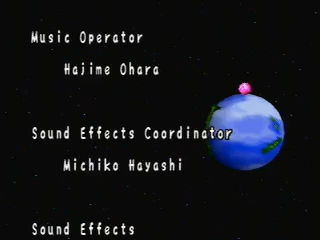 Music Operator
Hajime Ohara
Sound Effects Coordinator
Michiko Hayashi
Sound Effects